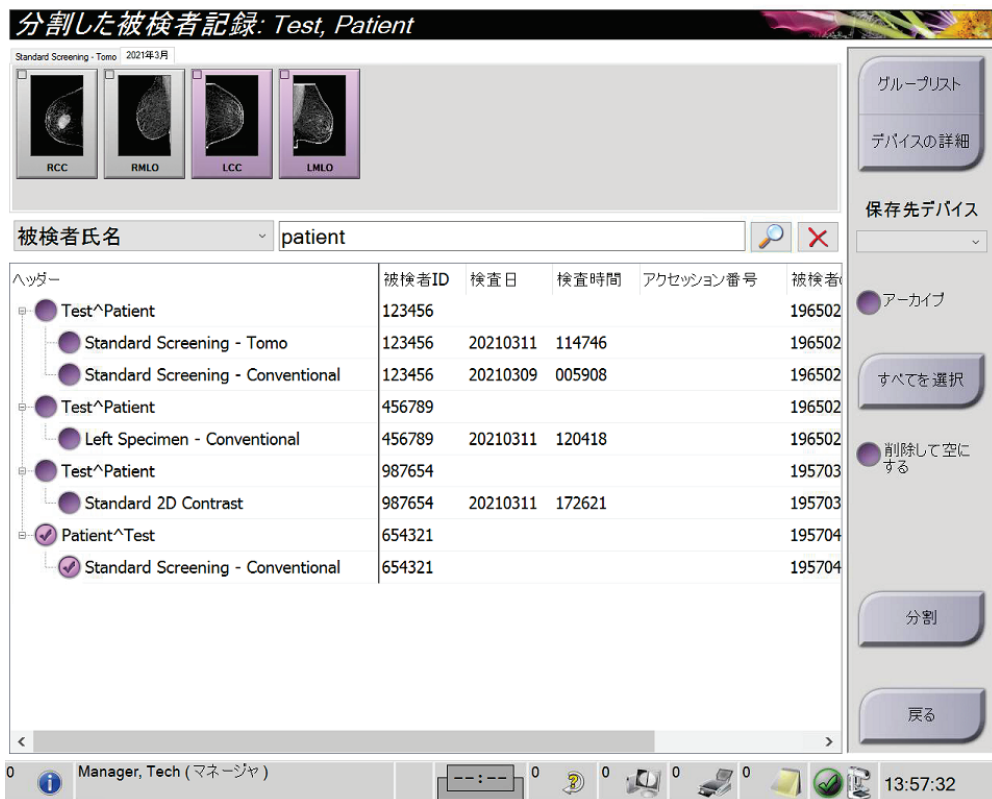 分割した被検者記録: Test, Patient
Standard Screening - Tomo 2021年3月
RCC RMLO LCC LMLO
被検者氏名 patient
ヘッダー 被検者ID 検査日 検査時間 アクセッション番号 被検者
Test^Patient 123456 196502
Standard Screening - Tomo 123456 20210311 114746 196502
Standard Screening - Conventional 123456 20210309 005908 196502
Test^Patient 456789 196502
Left Specimen - Conventional 456789 20210311 120418 196502
Test^Patient 987654 195703
Standard 2D Contrast 987654 20210311 172621 195703
Patient^Test 654321 195704
Standard Screening - Conventional 654321 195704
グループリスト
デバイスの詳細
保存先デバイス
アーカイブ
すべてを選択
削除して空に
する
分割
戻る
0 Manager, Tech (マネージャ) --:-- 0 0 0 0 13:57:32